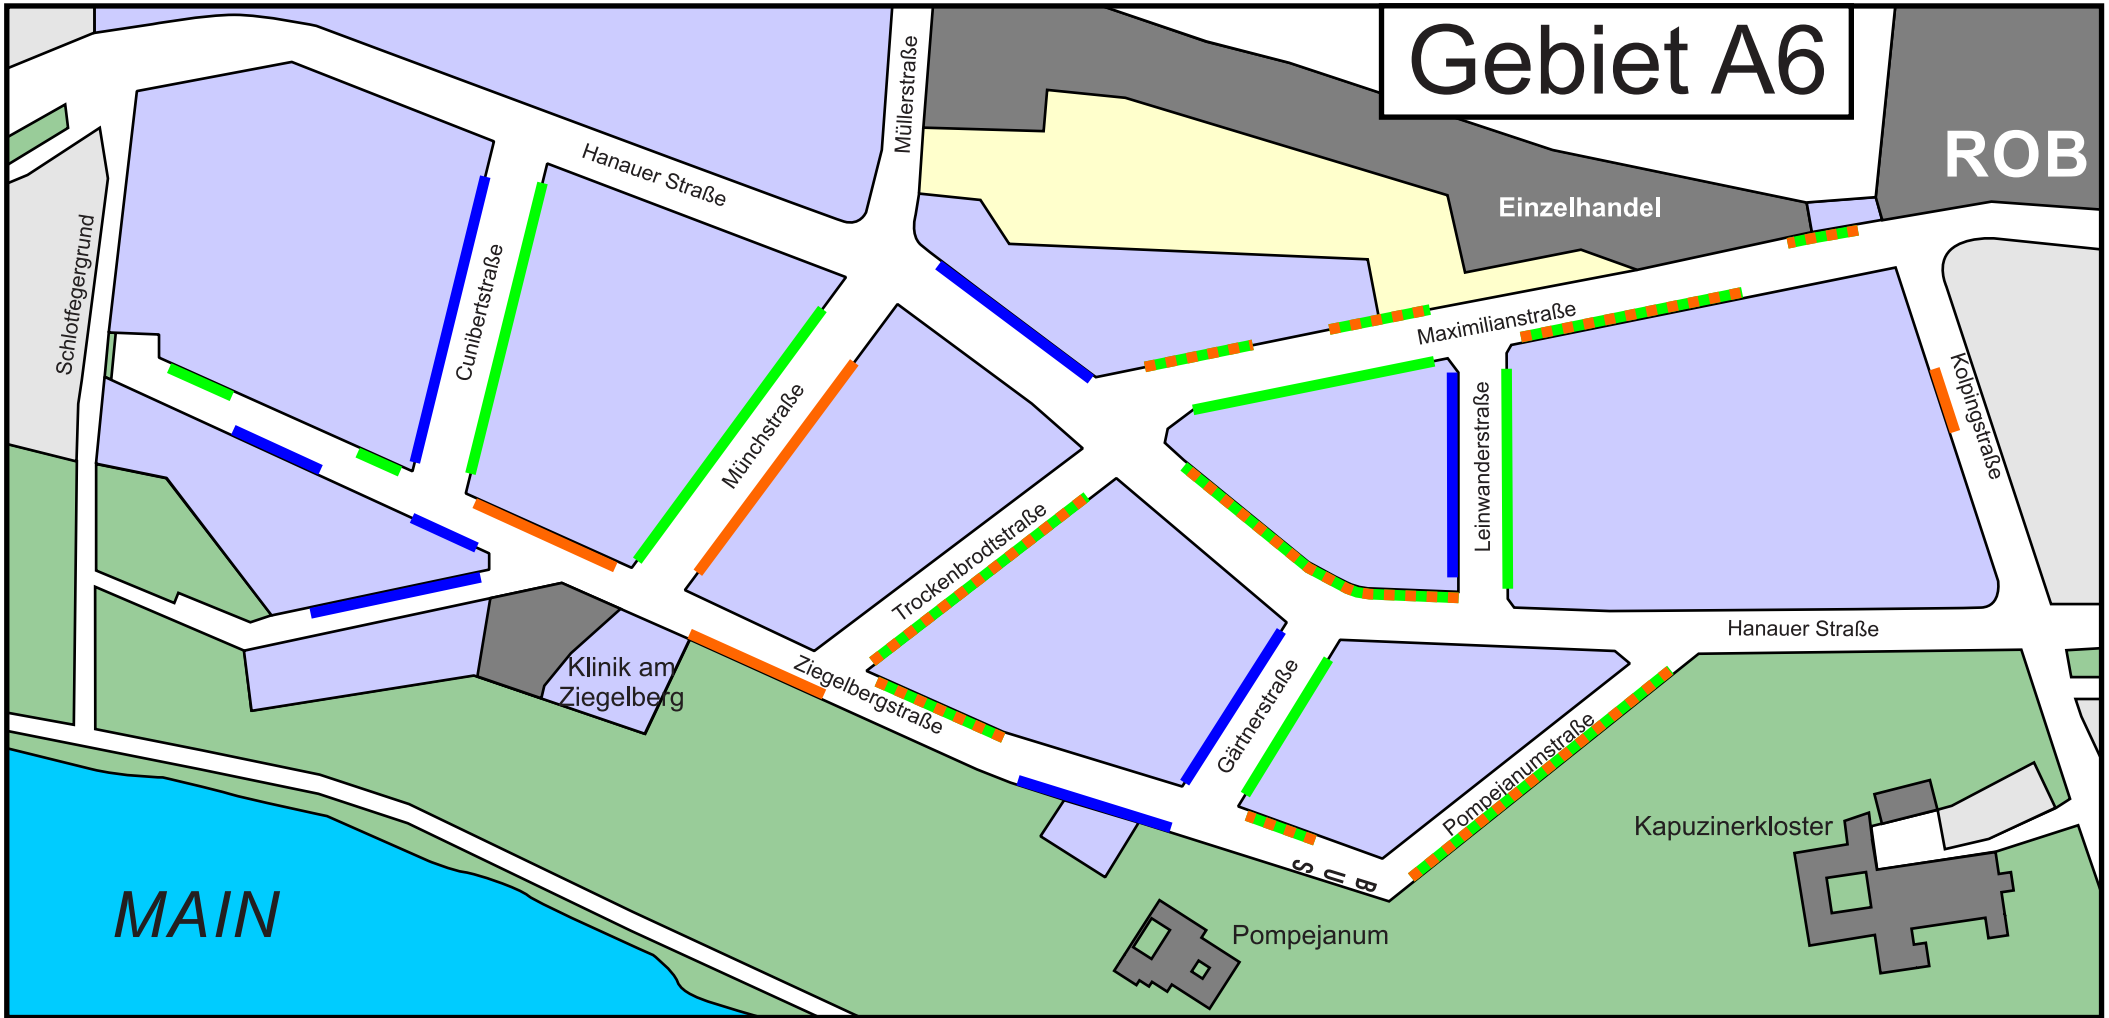 Gebiet A6
ROB
Müllerstraße
Hanauer Straße
Einzelhandel
Schlotfegergrund
Cunibertstraße
Maximilianstraße
Kolpingstraße
Münchstraße
Leinwanderstraße
Trockenbrodtstraße
Hanauer Straße
Klinik am
Ziegelberg
Ziegelbergstraße
Gärtnerstraße
Pompejanumstraße
Kapuzinerkloster
BUS
MAIN
Pompejanum